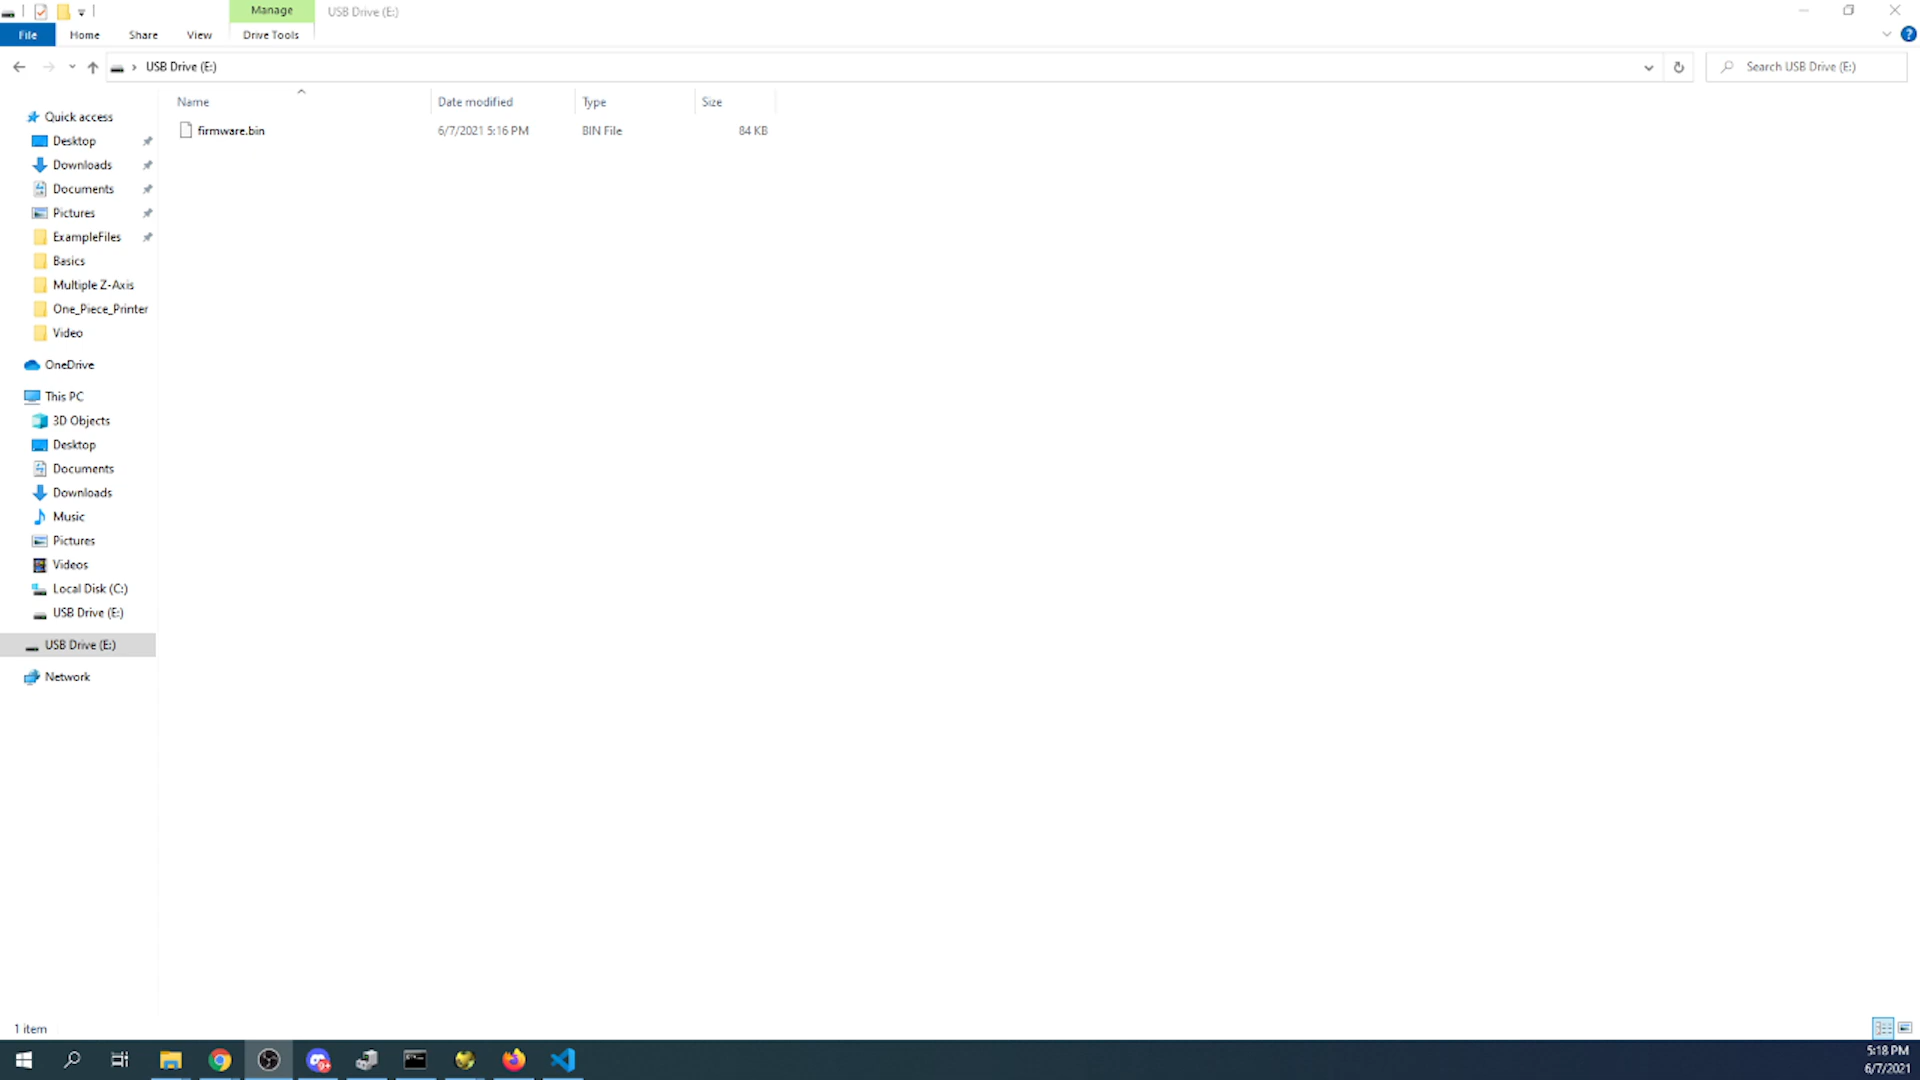 Manage
USB Drive (E:)
File
Home
Share
View
Drive Tools
USB Drive (E:)
Search USB Drive (E:)
Name
Date modified
Type
Size
firmware.bin
6/7/2021 5:16 PM
BIN File
84 KB
Quick access
Desktop
Downloads
Documents
Pictures
ExampleFiles
Basics
Multiple Z-Axis
One_Piece_Printer
Video
OneDrive
This PC
3D Objects
Desktop
Documents
Downloads
Music
Pictures
Videos
Local Disk (C:)
USB Drive (E:)
USB Drive (E:)
Network
1 item
9+
5:18 PM
6/7/2021